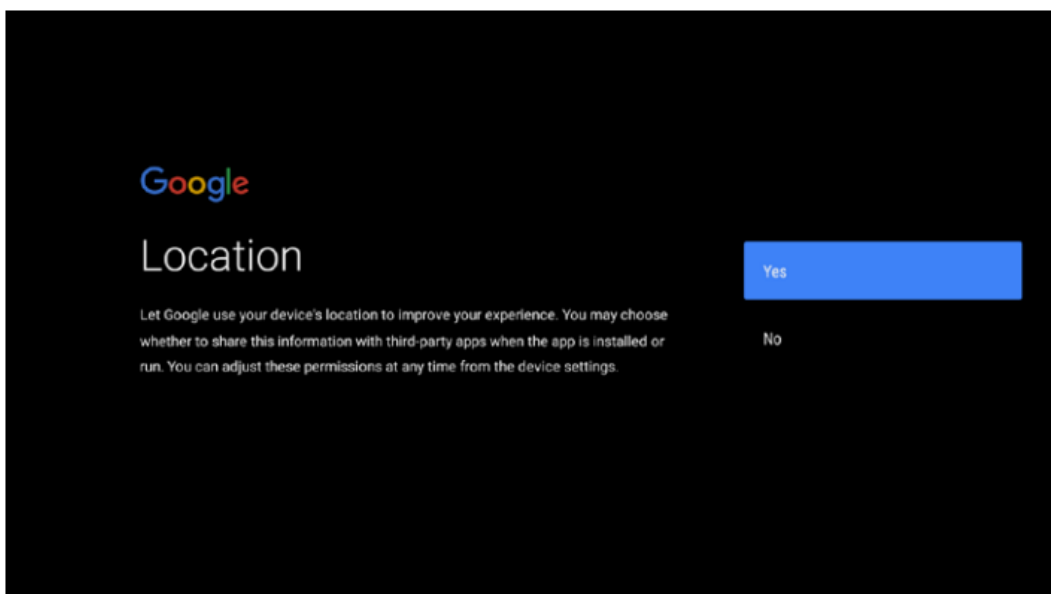 Google
Location
Let Google use your device's location to improve your experience. You may choose
whether to share this information with third-party apps when the app is installed or
run. You can adjust these permissions at any time from the device settings.
Yes
No